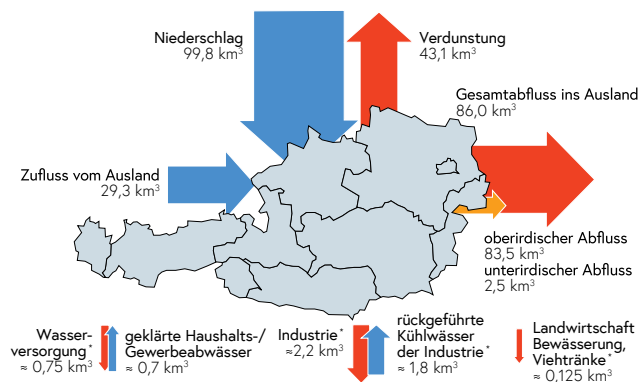 Niederschlag
99,8 km³
Verdunstung
43,1 km³
Gesamtabfluss ins Ausland
86,0 km³
Zufluss vom Ausland
29,3 km³
oberirdischer Abfluss
83,5 km³
unterirdischer Abfluss
2,5 km³
Wasser-
versorgung*
≈ 0,75 km³
geklärte Haushalts-/
Gewerbeabwässer
≈ 0,7 km³
Industrie*
≈2,2 km³
rückgeführte
Kühlwässer
der Industrie*
≈ 1,8 km³
Landwirtschaft
Bewässerung,
Viehtränke*
≈ 0,125 km³